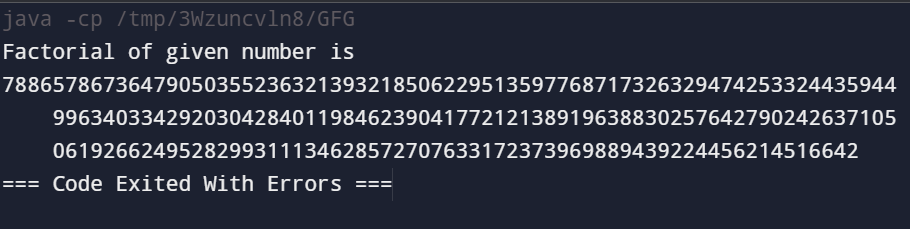 java -cp /tmp/3Wzuncvln8/GFG
Factorial of given number is
78865786736479050355236321393218506229513597768717326329474253324435944
99634033429203042840119846239041772121389196388302576427902426371050
61926624952829931113462857270763317237396988943922445621451664​2
=== Code Exited With Errors ===